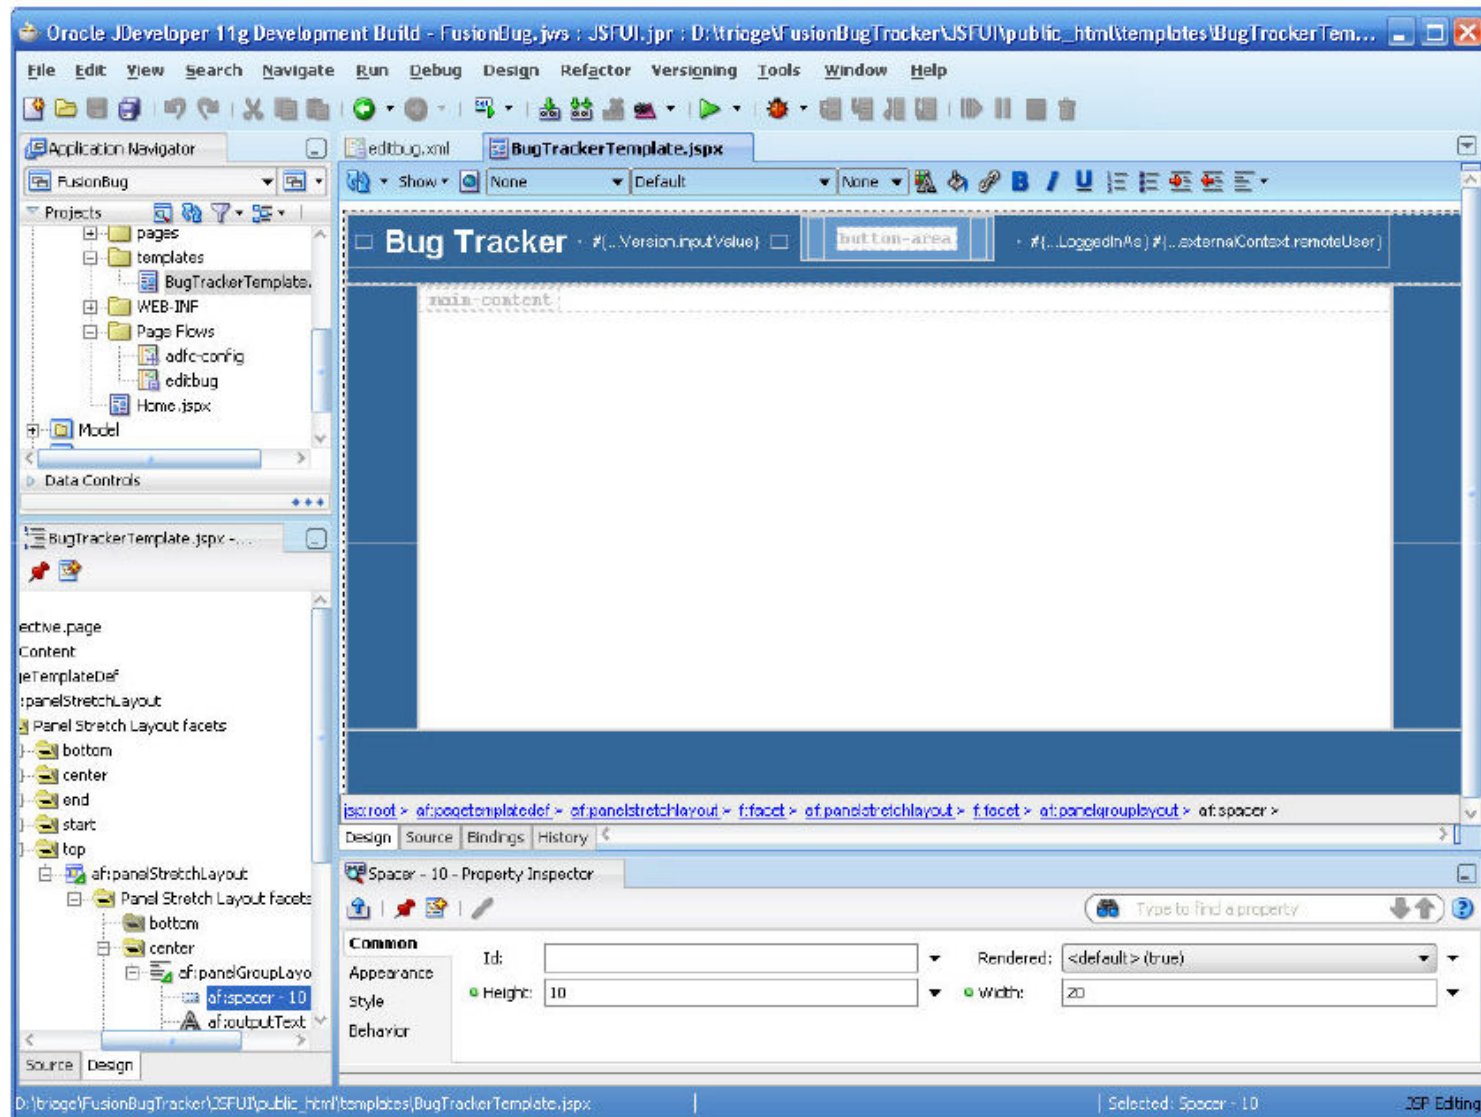 Oracle JDeveloper 11g Development Build - FusionBug.jws : JSFUI.jpr : D:\triage\FusionBugTracker\JSFUI\public_html\templates\BugTrackerTem...
File Edit View Search Navigate Run Debug Design Refactor Versioning Tools Window Help
Application Navigator
editbug.xml
BugTrackerTemplate.jspx
FusionBug
Show
None
Default
None
B I U
Projects
pages
templates
BugTrackerTemplate.
WEB-INF
Page Flows
adfc-config
editbug
Home.jspx
Model
Data Controls
Bug Tracker · #{...Version.inputValue} button-area · #{...LoggedInAs} #{...externalContext.remoteUser}
main-content
BugTrackerTemplate.jspx -...
ective.page
Content
jeTemplateDef
:panelStretchLayout
Panel Stretch Layout facets
bottom
center
end
start
top
af:panelStretchLayout
Panel Stretch Layout facets
bottom
center
af:panelGroupLayo
af:spacer - 10
af:outputText
Source Design
jsp:root > af:pagetemplatedef > af:panelstretchlayout > f:facet > af:panelstretchlayout > f:facet > af:panelgrouplayout > af:spacer >
Design Source Bindings History
Spacer - 10 - Property Inspector
Type to find a property
Common
Appearance
Style
Behavior
Id:
Rendered: <default> (true)
Height: 10
Width: 20
D:\triage\FusionBugTracker\JSFUI\public_html\templates\BugTrackerTemplate.jspx
Selected: Spacer - 10
JSP Editing